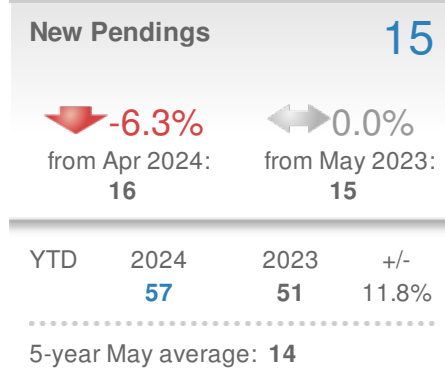 New Pendings 15
-6.3% 0.0%
from Apr 2024: from May 2023:
16 15
YTD 2024 2023 +/-
57 51 11.8%
5-year May average: 14